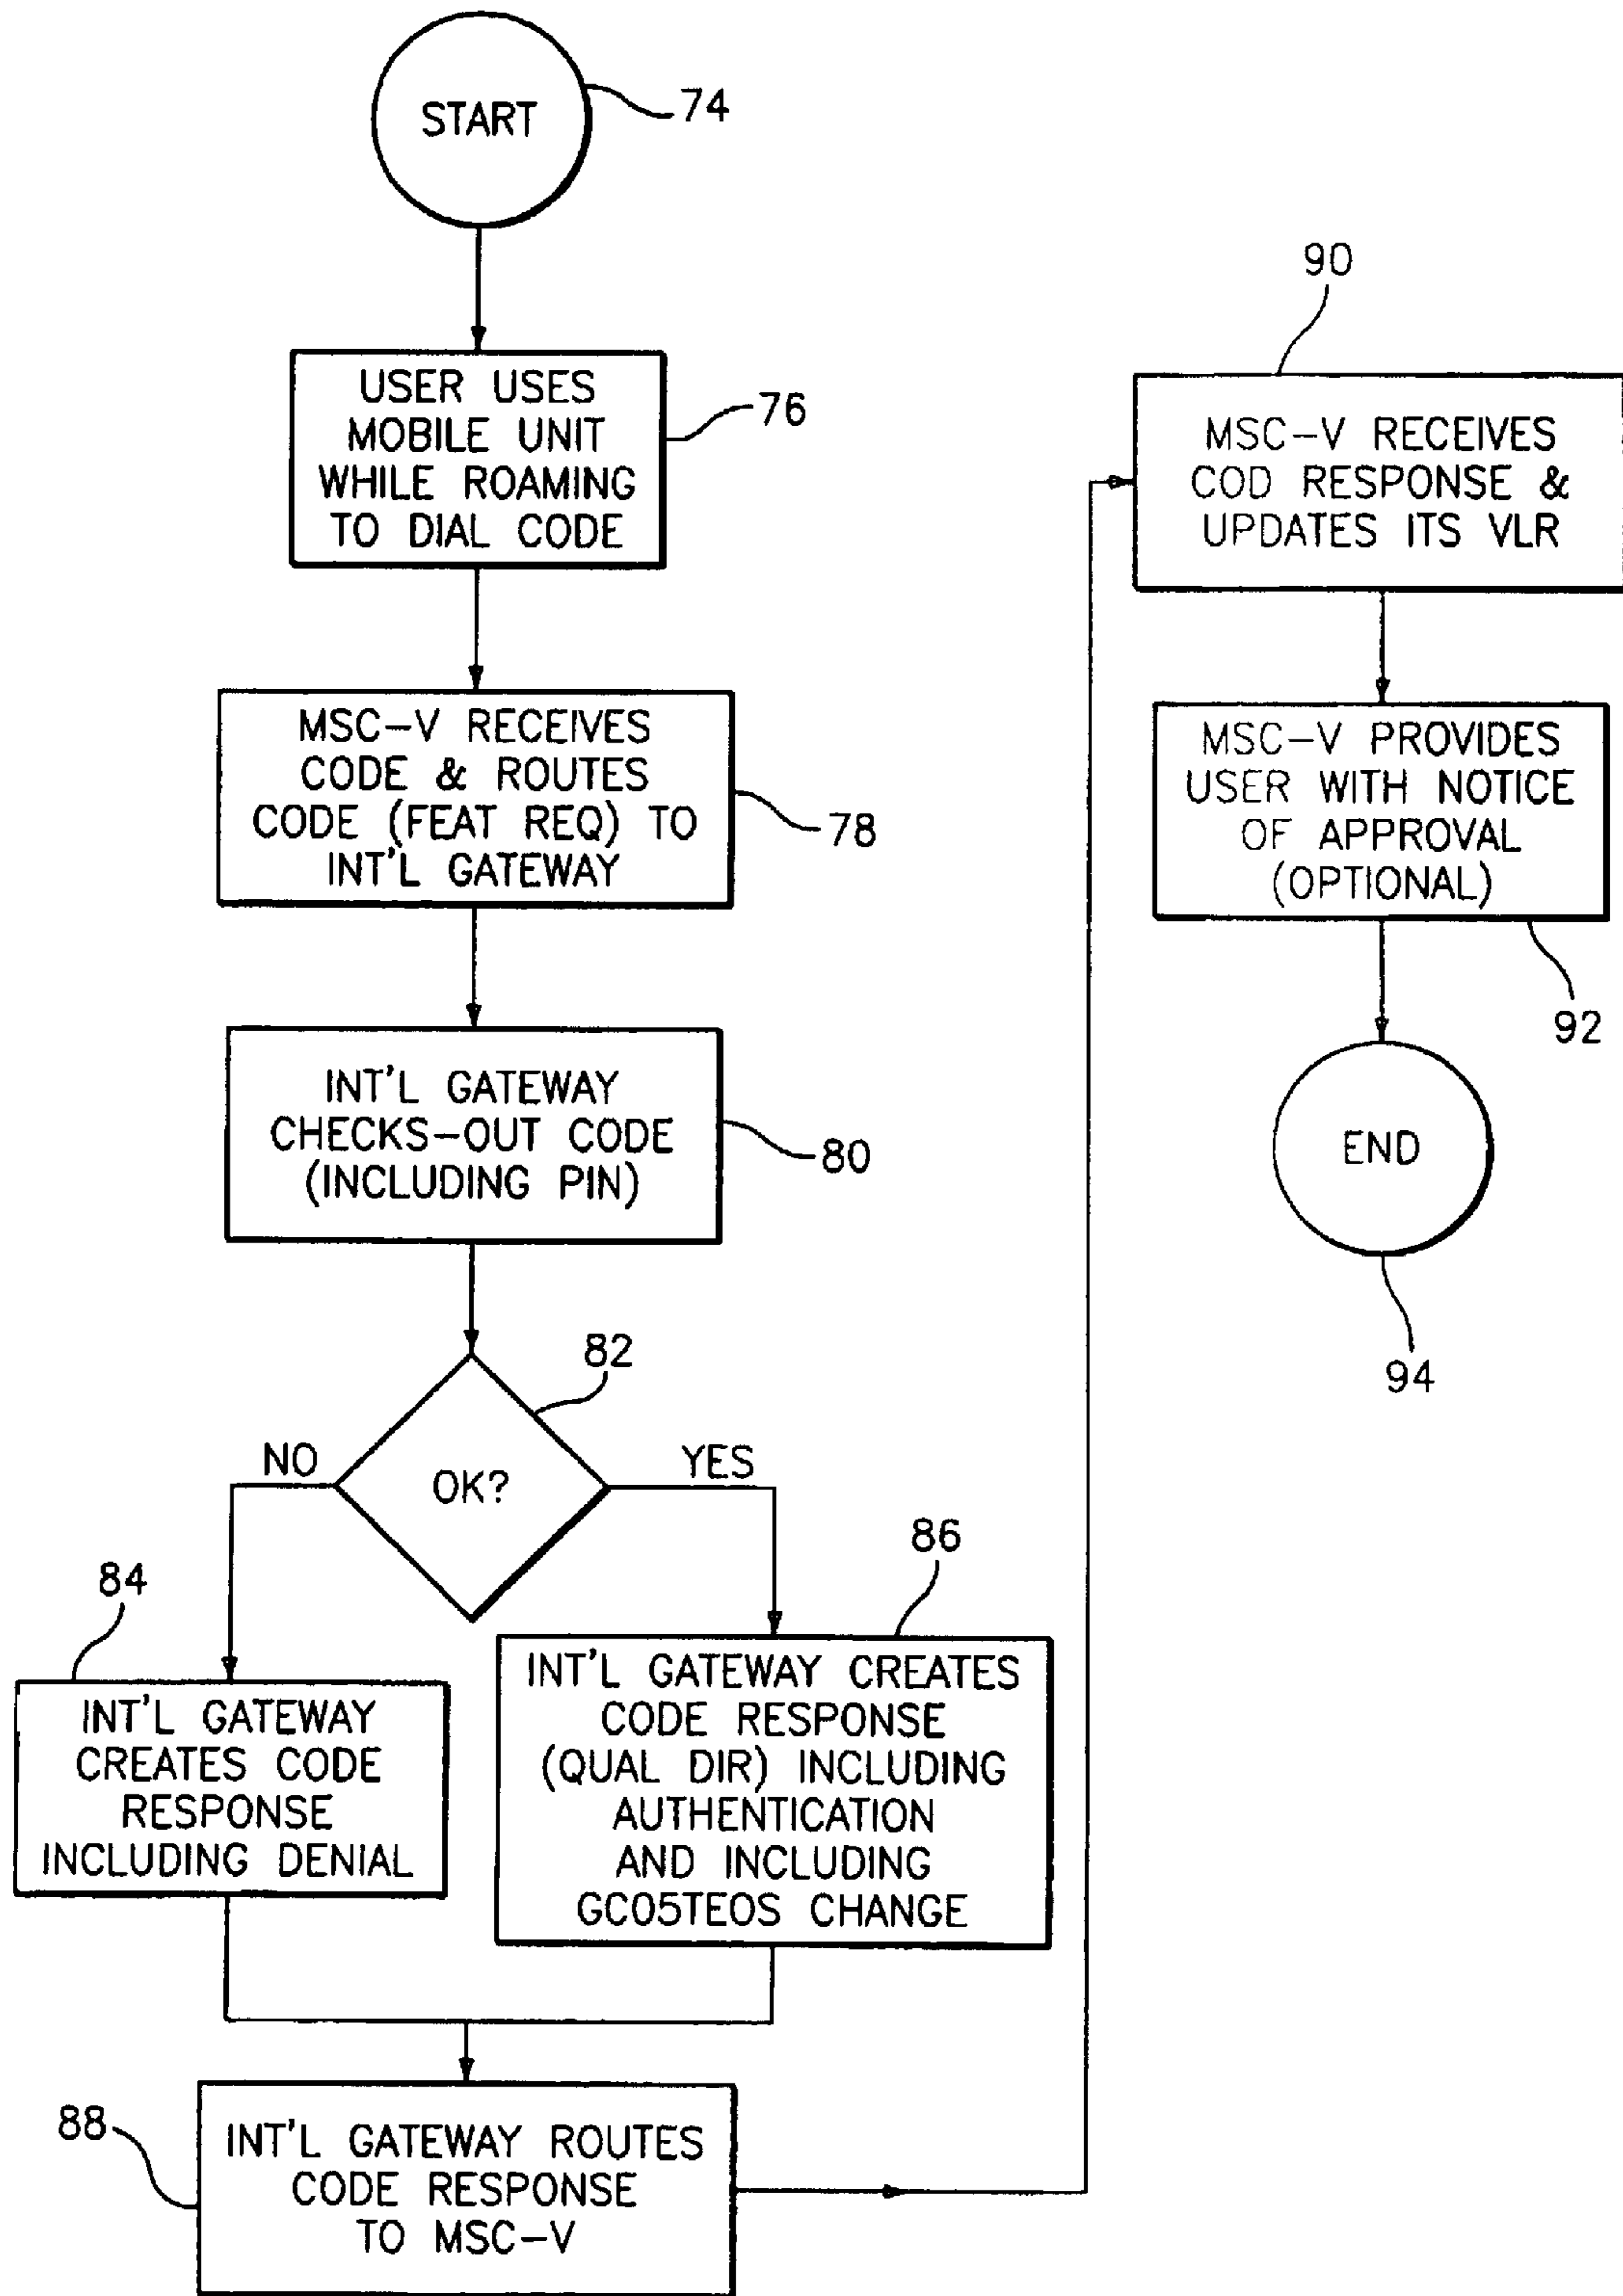 START
74
USER USES
MOBILE UNIT
WHILE ROAMING
TO DIAL CODE
76
MSC-V RECEIVES
CODE & ROUTES
CODE (FEAT REQ) TO
INT'L GATEWAY
78
INT'L GATEWAY
CHECKS-OUT CODE
(INCLUDING PIN)
80
82
OK?
NO
YES
84
INT'L GATEWAY
CREATES CODE
RESPONSE
INCLUDING DENIAL
86
INT'L GATEWAY CREATES
CODE RESPONSE
(QUAL DIR) INCLUDING
AUTHENTICATION
AND INCLUDING
GC05TEOS CHANGE
88
INT'L GATEWAY ROUTES
CODE RESPONSE
TO MSC-V
90
MSC-V RECEIVES
COD RESPONSE &
UPDATES ITS VLR
MSC-V PROVIDES
USER WITH NOTICE
OF APPROVAL
(OPTIONAL)
92
END
94